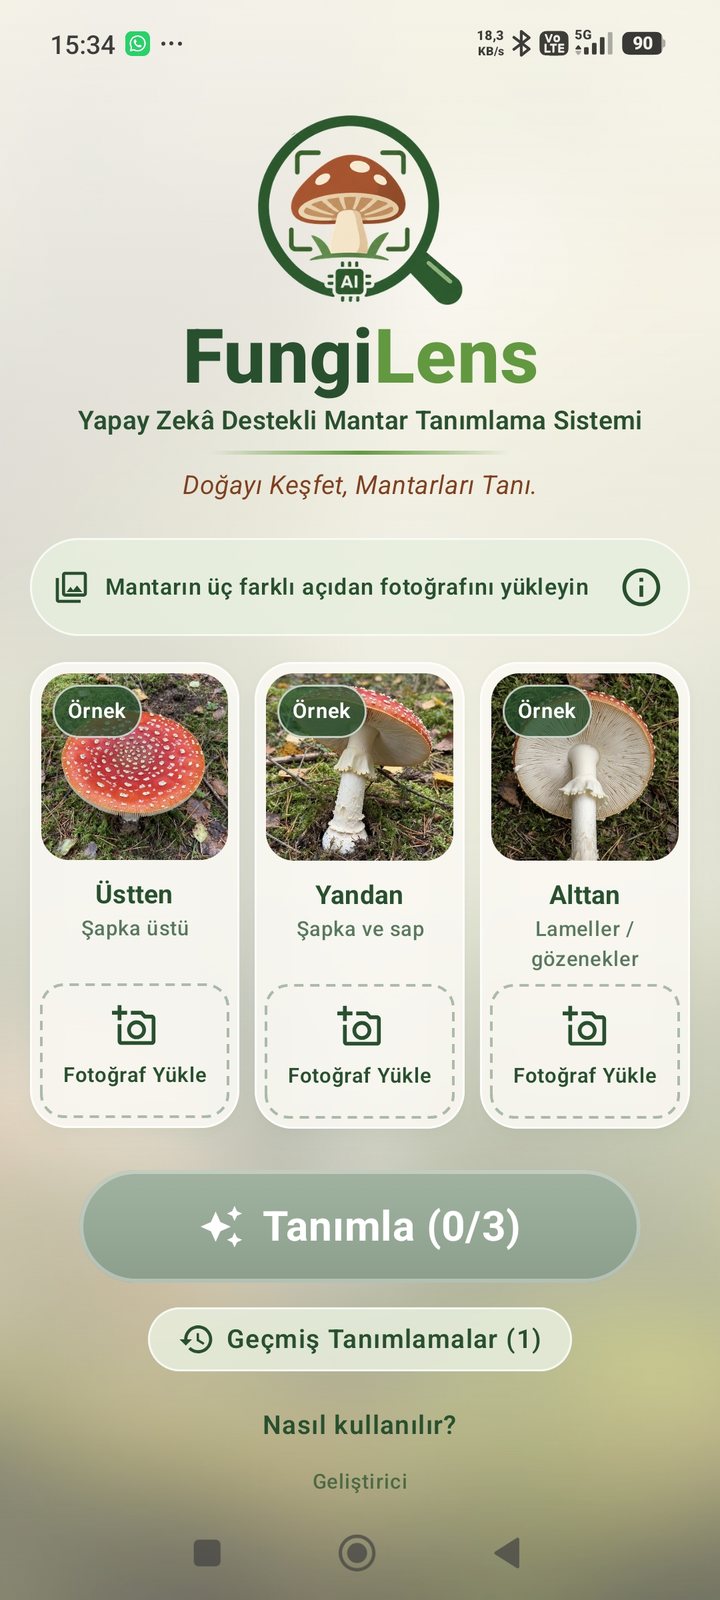 15:34
18,3
KB/s
Vo
LTE
5G
90
AI
FungiLens
Yapay Zekâ Destekli Mantar Tanımlama Sistemi
Doğayı Keşfet, Mantarları Tanı.
Mantarın üç farklı açıdan fotoğrafını yükleyin
Örnek
Üstten
Şapka üstü
Fotoğraf Yükle
Örnek
Yandan
Şapka ve sap
Fotoğraf Yükle
Örnek
Alttan
Lameller /
gözenekler
Fotoğraf Yükle
Tanımla (0/3)
Geçmiş Tanımlamalar (1)
Nasıl kullanılır?
Geliştirici